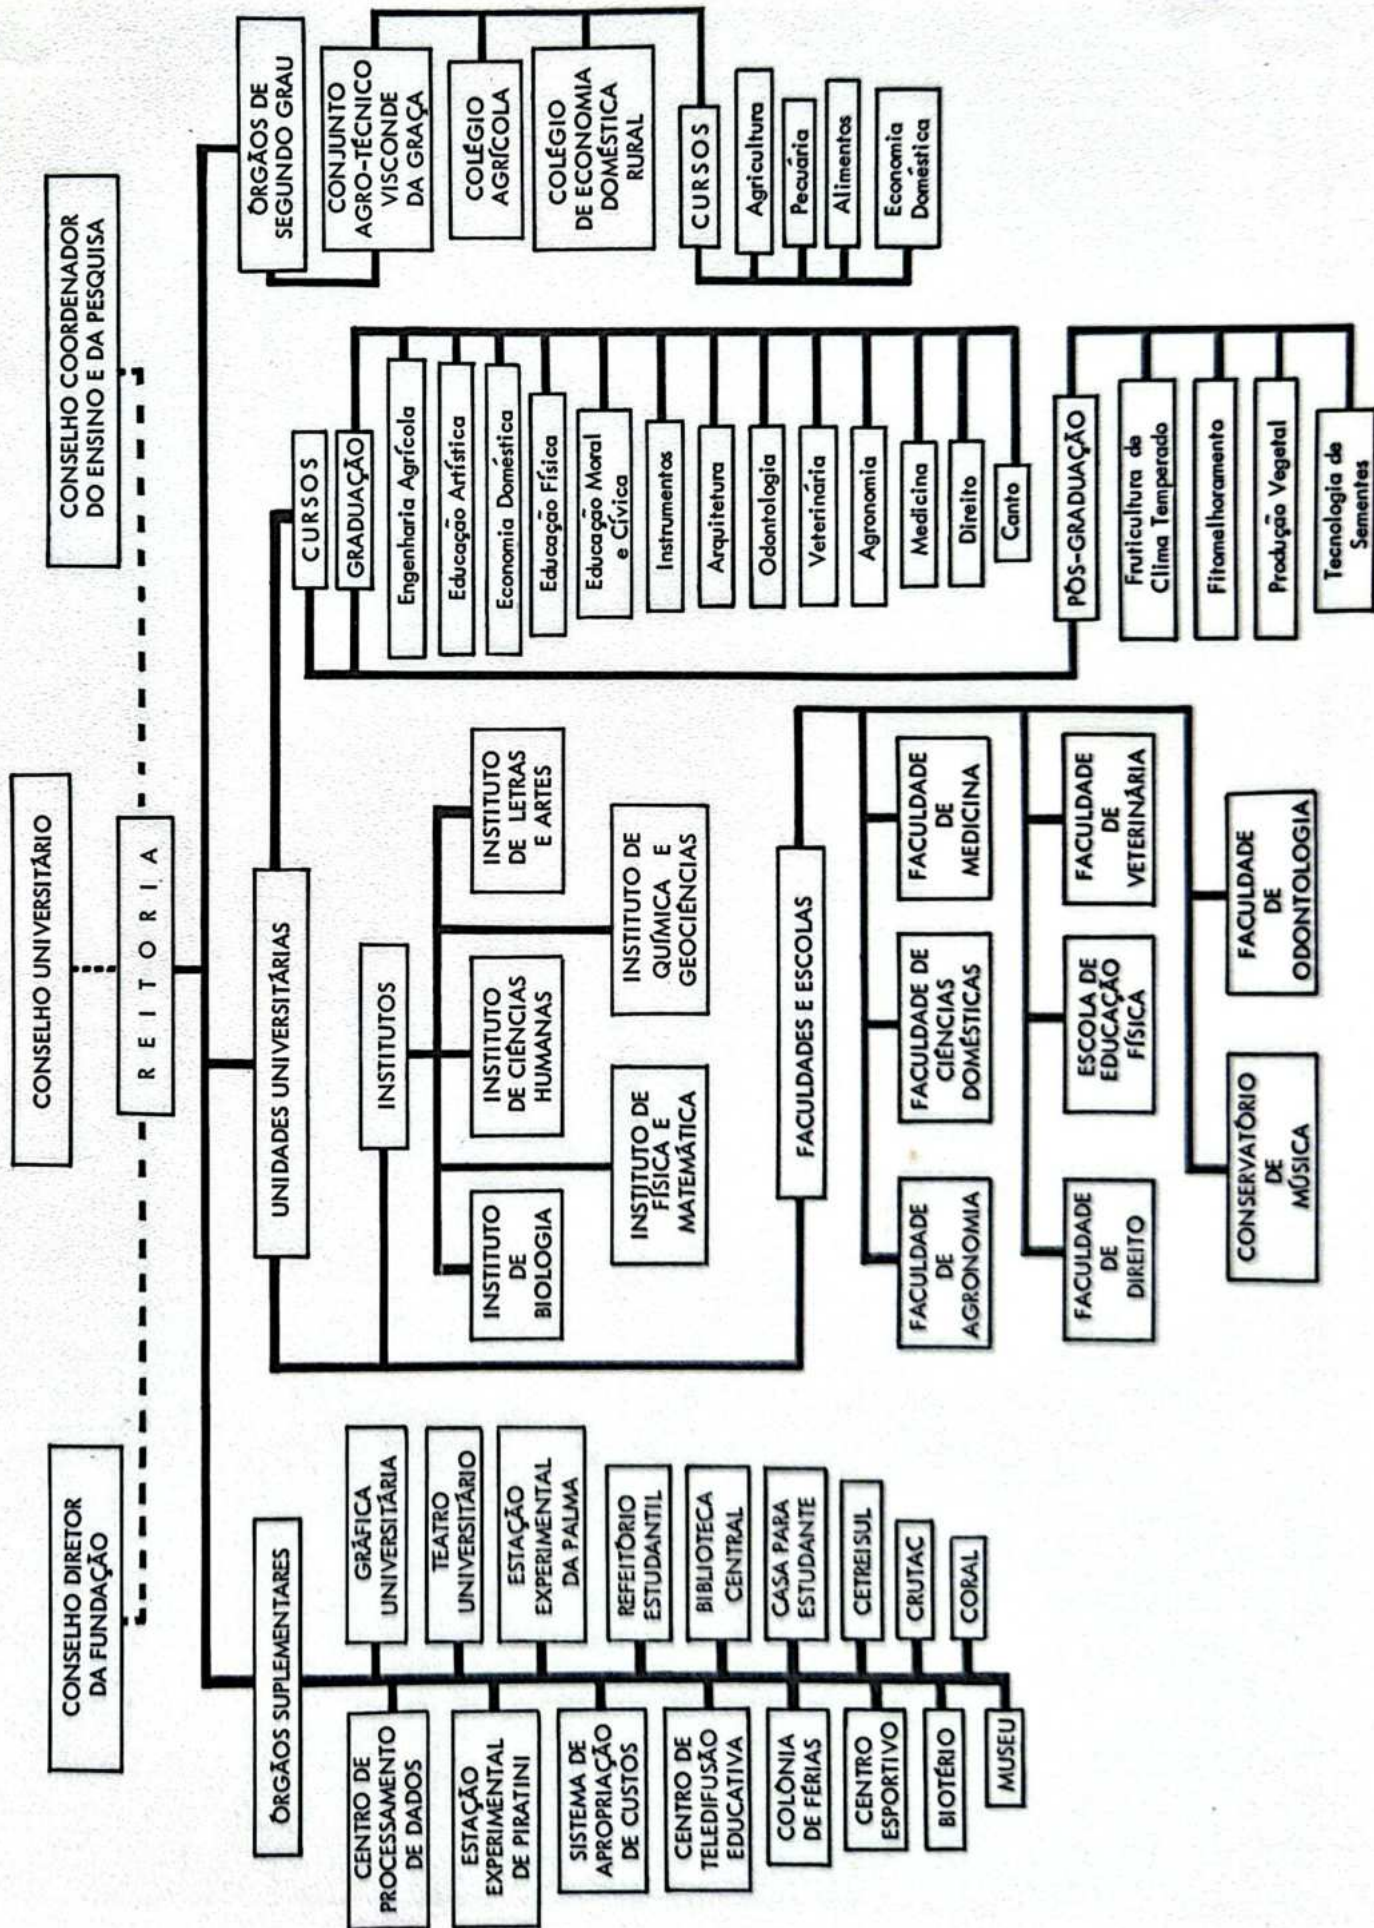 CONSELHO UNIVERSITÁRIO
CONSELHO DIRETOR
DA FUNDAÇÃO
CONSELHO COORDENADOR
DO ENSINO E DA PESQUISA
REITORIA
ÓRGÃOS SUPLEMENTARES
CENTRO DE
PROCESSAMENTO
DE DADOS
GRÁFICA
UNIVERSITÁRIA
TEATRO
UNIVERSITÁRIO
ESTAÇÃO
EXPERIMENTAL
DE PIRATINI
ESTAÇÃO
EXPERIMENTAL
DA PALMA
SISTEMA DE
APROPRIAÇÃO
DE CUSTOS
REFEITÓRIO
ESTUDANTIL
CENTRO DE
TELEDIFUSÃO
EDUCATIVA
BIBLIOTECA
CENTRAL
COLÔNIA
DE FÉRIAS
CASA PARA
ESTUDANTE
CENTRO
ESPORTIVO
CETREISUL
BIOTÉRIO
CRUTAC
MUSEU
CORAL
UNIDADES UNIVERSITÁRIAS
INSTITUTOS
INSTITUTO
DE
BIOLOGIA
INSTITUTO
DE CIÊNCIAS
HUMANAS
INSTITUTO
DE LETRAS
E ARTES
INSTITUTO DE
FÍSICA E
MATEMÁTICA
INSTITUTO DE
QUÍMICA E
GEOCIÊNCIAS
FACULDADES E ESCOLAS
FACULDADE
DE
AGRONOMIA
FACULDADE DE
CIÊNCIAS
DOMÉSTICAS
FACULDADE
DE
MEDICINA
FACULDADE
DE
DIREITO
ESCOLA DE
EDUCAÇÃO
FÍSICA
FACULDADE
DE
VETERINÁRIA
CONSERVATÓRIO
DE
MÚSICA
FACULDADE
DE
ODONTOLOGIA
CURSOS
GRADUAÇÃO
Engenharia Agrícola
Educação Artística
Economia Doméstica
Educação Física
Educação Moral
e Cívica
Instrumentos
Arquitetura
Odontologia
Veterinária
Agronomia
Medicina
Direito
Canto
PÓS-GRADUAÇÃO
Fruticultura de
Clima Temperado
Fitomelhoramento
Produção Vegetal
Tecnologia de
Sementes
ÓRGÃOS DE
SEGUNDO GRAU
CONJUNTO
AGRO-TÉCNICO
VISCONDE
DA GRAÇA
COLÉGIO
AGRÍCOLA
COLÉGIO
DE ECONOMIA
DOMÉSTICA
RURAL
CURSOS
Agricultura
Pecuária
Alimentos
Economia
Doméstica